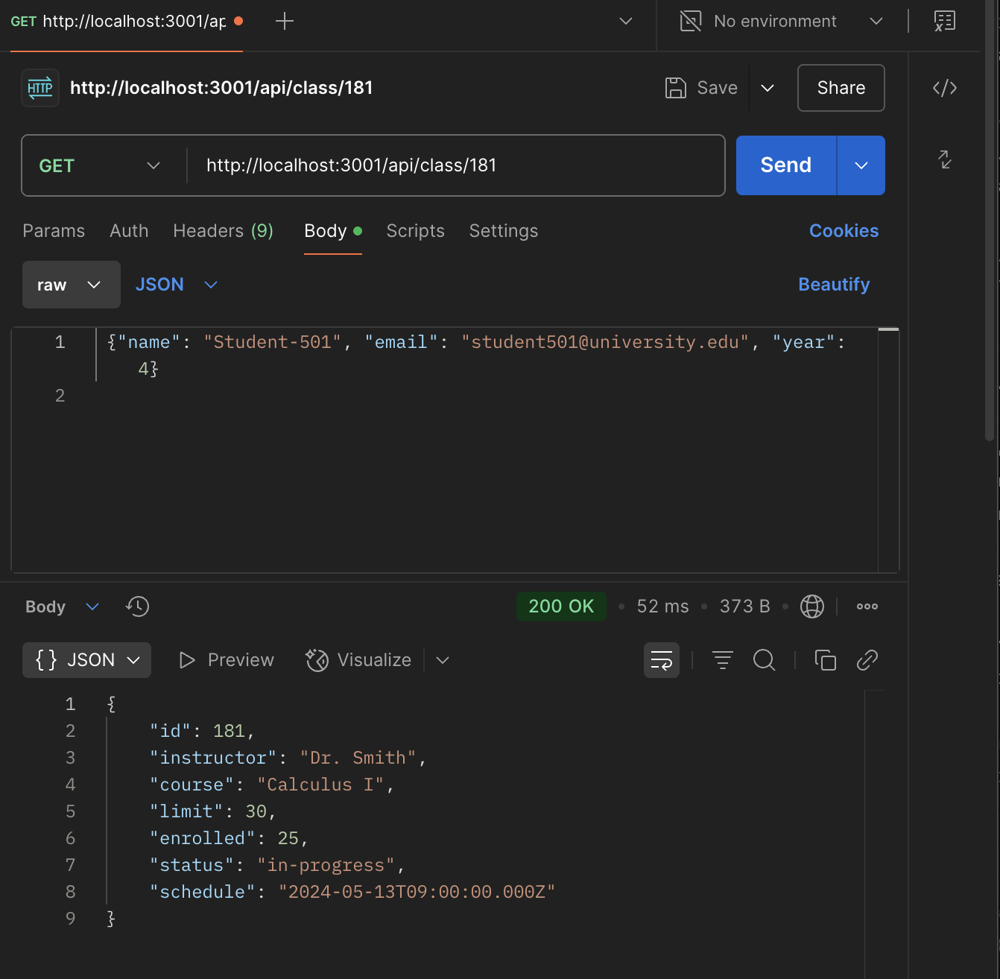 GET http://localhost:3001/ap
No environment
HTTP http://localhost:3001/api/class/181
Save
Share
GET
http://localhost:3001/api/class/181
Send
Params Auth Headers (9) Body Scripts Settings Cookies
raw JSON Beautify
1 {"name": "Student-501", "email": "student501@university.edu", "year":
4}
2
Body 200 OK • 52 ms • 373 B
{} JSON Preview Visualize
1 {
2 "id": 181,
3 "instructor": "Dr. Smith",
4 "course": "Calculus I",
5 "limit": 30,
6 "enrolled": 25,
7 "status": "in-progress",
8 "schedule": "2024-05-13T09:00:00.000Z"
9 }